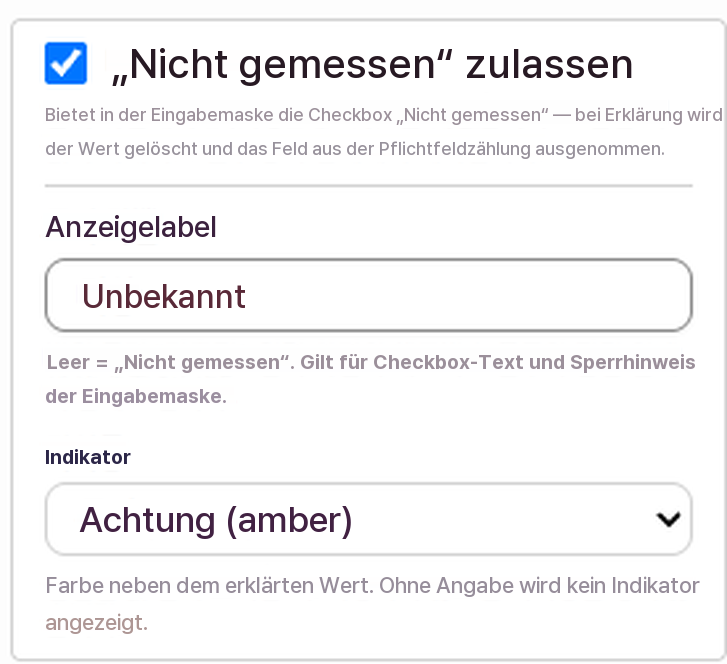 „Nicht gemessen“ zulassen
Bietet in der Eingabemaske die Checkbox „Nicht gemessen“ — bei Erklärung wird
der Wert gelöscht und das Feld aus der Pflichtfeldzählung ausgenommen.
Anzeigelabel
Unbekannt
Leer = „Nicht gemessen“. Gilt für Checkbox-Text und Sperrhinweis
der Eingabemaske.
Indikator
Achtung (amber)
Farbe neben dem erklärten Wert. Ohne Angabe wird kein Indikator
angezeigt.